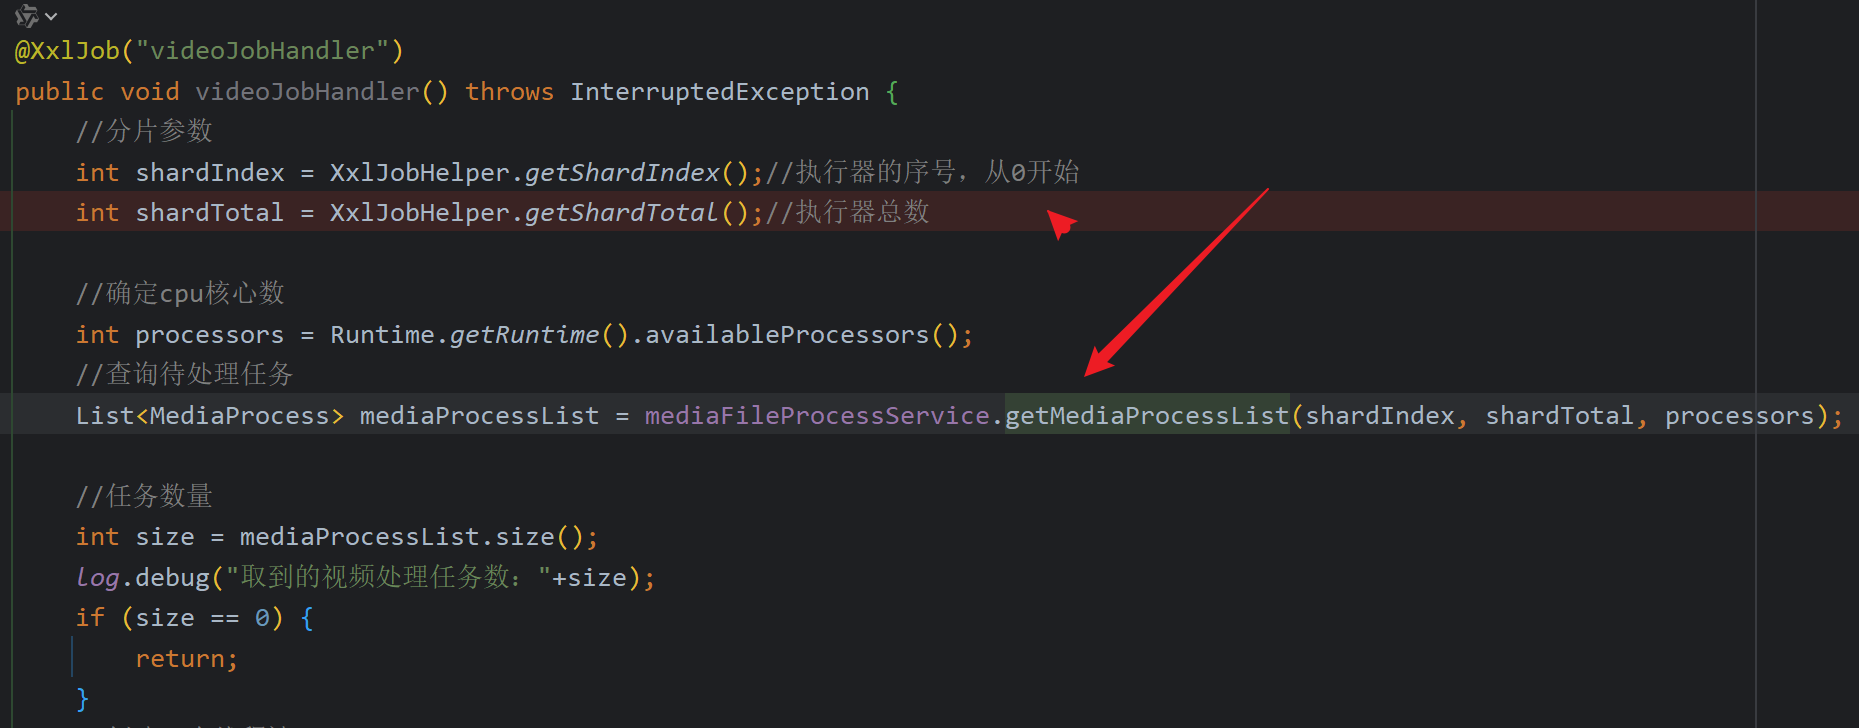 @XxlJob("videoJobHandler")
public void videoJobHandler() throws InterruptedException {
//分片参数
int shardIndex = XxlJobHelper.getShardIndex();//执行器的序号，从0开始
int shardTotal = XxlJobHelper.getShardTotal();//执行器总数
//确定cpu核心数
int processors = Runtime.getRuntime().availableProcessors();
//查询待处理任务
List<MediaProcess> mediaProcessList = mediaFileProcessService.getMediaProcessList(shardIndex, shardTotal, processors);
//任务数量
int size = mediaProcessList.size();
log.debug("取到的视频处理任务数："+size);
if (size == 0) {
return;
}